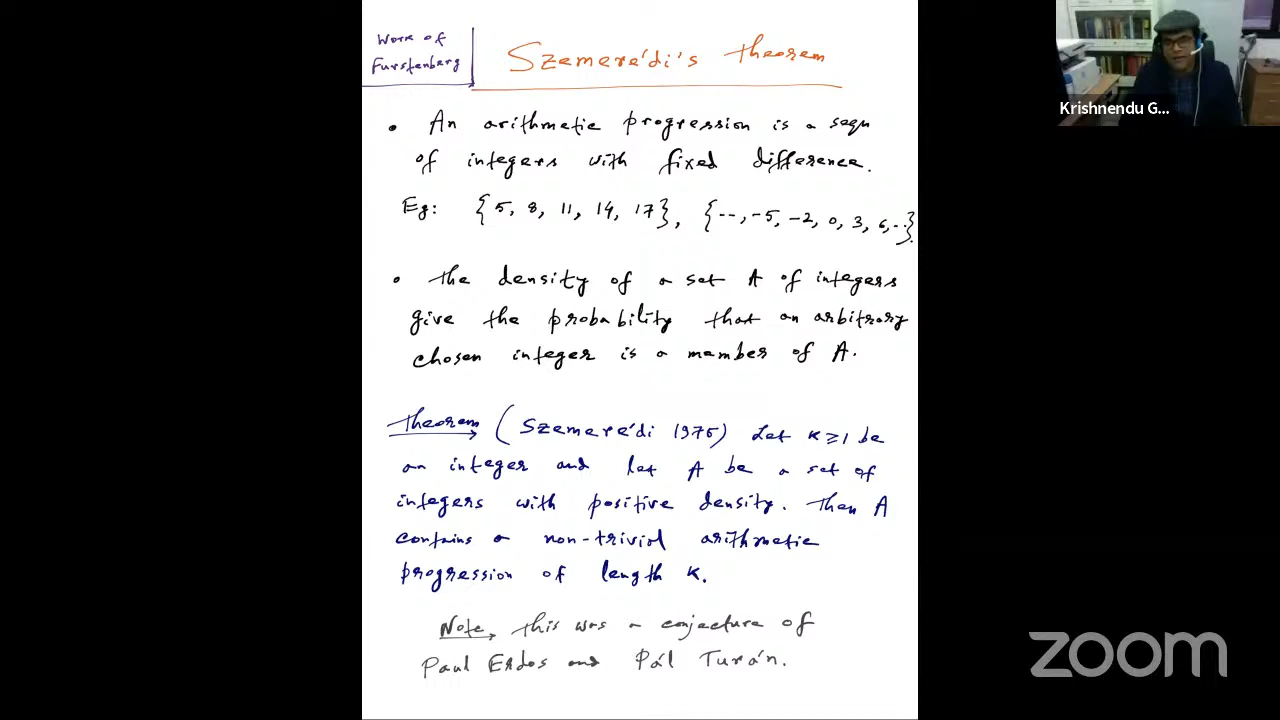 Work of
Furstenberg
Szemerédi's theorem
• An arithmetic progression is a seqn
of integers with fixed difference.
Eg: {5, 8, 11, 14, 17}, {--, -5, -2, 0, 3, 6, ..}.
• The density of a set A of integers
give the probability that an arbitrary
chosen integer is a mamber of A.
Theorem (Szemerédi 1975) Let K≥1 be
an integer and let A be a set of
integers with positive density. Then A
contains a non-trivial arithmetic
progression of length K.
Note, This was a conjecture of
Paul Erdos and Pál Turán.
Krishnendu G...
zoom